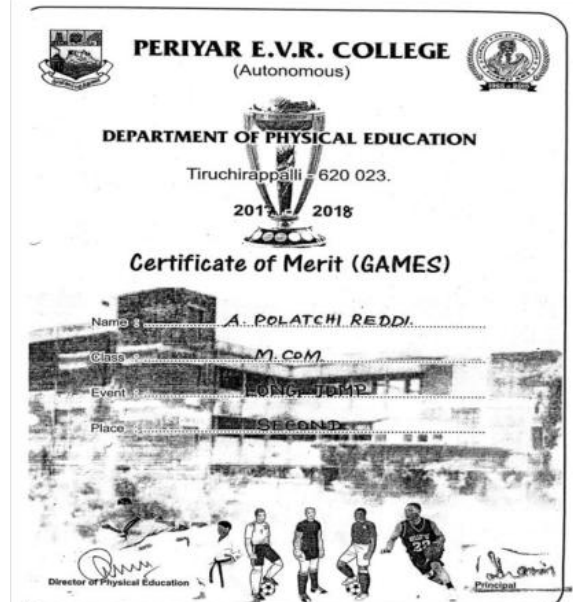 PERIYAR E.V.R. COLLEGE
(Autonomous)
DEPARTMENT OF PHYSICAL EDUCATION
Tiruchirappalli - 620 023.
2017 - 2018
Certificate of Merit (GAMES)
Name : A. POLATCHI REDDI.
Class : M.COM
Event : LONG JUMP
Place : SECOND
Director of Physical Education
Principal